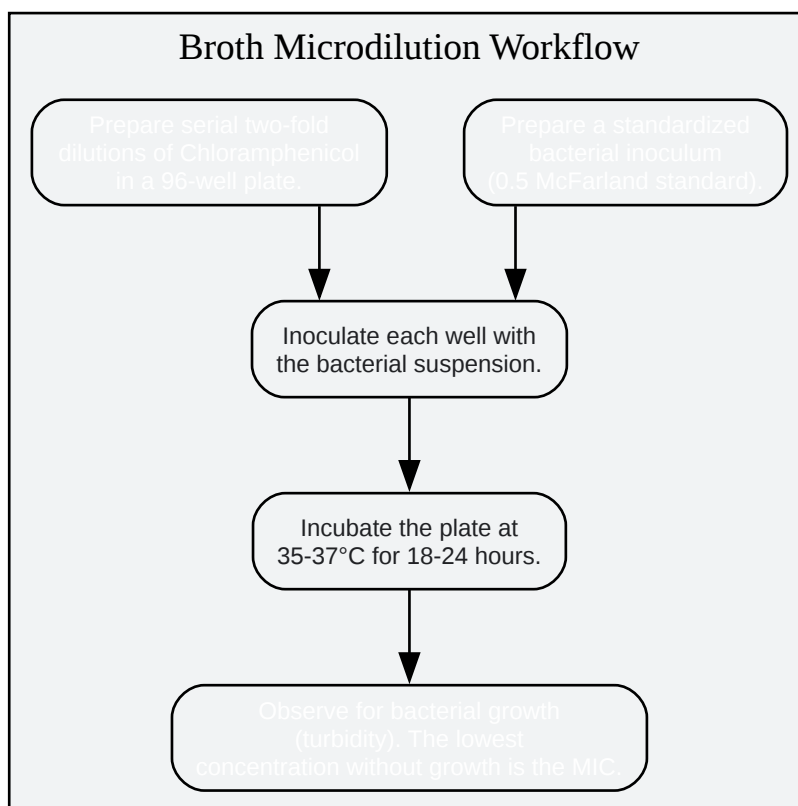 Broth Microdilution Workflow
Prepare serial two-fold
dilutions of Chloramphenicol
in a 96-well plate.
Prepare a standardized
bacterial inoculum
(0.5 McFarland standard).
Inoculate each well with
the bacterial suspension.
Incubate the plate at
35-37°C for 18-24 hours.
Observe for bacterial growth
(turbidity). The lowest
concentration without growth is the MIC.